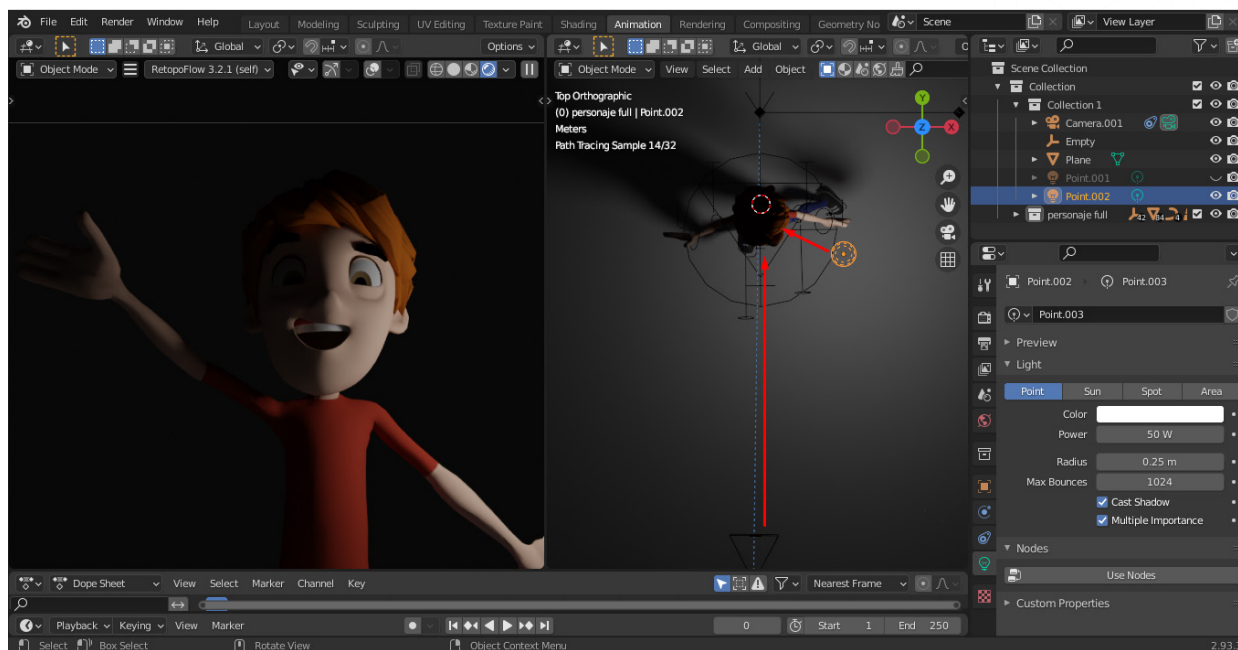 File Edit Render Window Help Layout Modeling Sculpting UV Editing Texture Paint Shading Animation Rendering Compositing Geometry No Scene View Layer
Global Options Global
Object Mode RetopoFlow 3.2.1 (self) Object Mode View Select Add Object
Top Orthographic
(0) personaje full | Point.002
Meters
Path Tracing Sample 14/32
Y
Z
X
Scene Collection
Collection
Collection 1
Camera.001
Empty
Plane
Point.001
Point.002
personaje full 42 84 4
Point.002 Point.003
Point.003
Preview
Light
Point Sun Spot Area
Color
Power 50 W
Radius 0.25 m
Max Bounces 1024
Cast Shadow
Multiple Importance
Nodes
Use Nodes
Custom Properties
Dope Sheet View Select Marker Channel Key Nearest Frame
Playback Keying View Marker 0 Start 1 End 250
Select Box Select Rotate View Object Context Menu